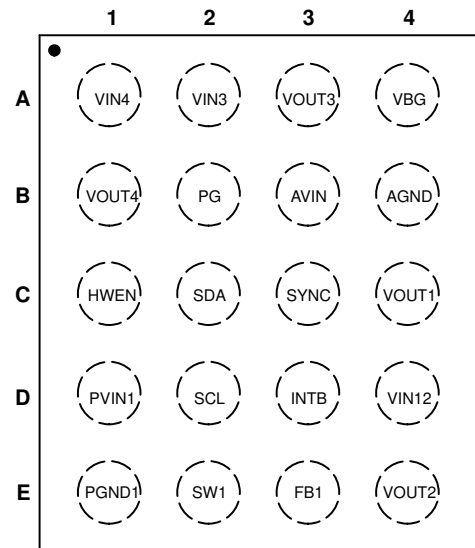 1 2 3 4
A VIN4 VIN3 VOUT3 VBG
B VOUT4 PG AVIN AGND
C HWEN SDA SYNC VOUT1
D PVIN1 SCL INTB VIN12
E PGND1 SW1 FB1 VOUT2